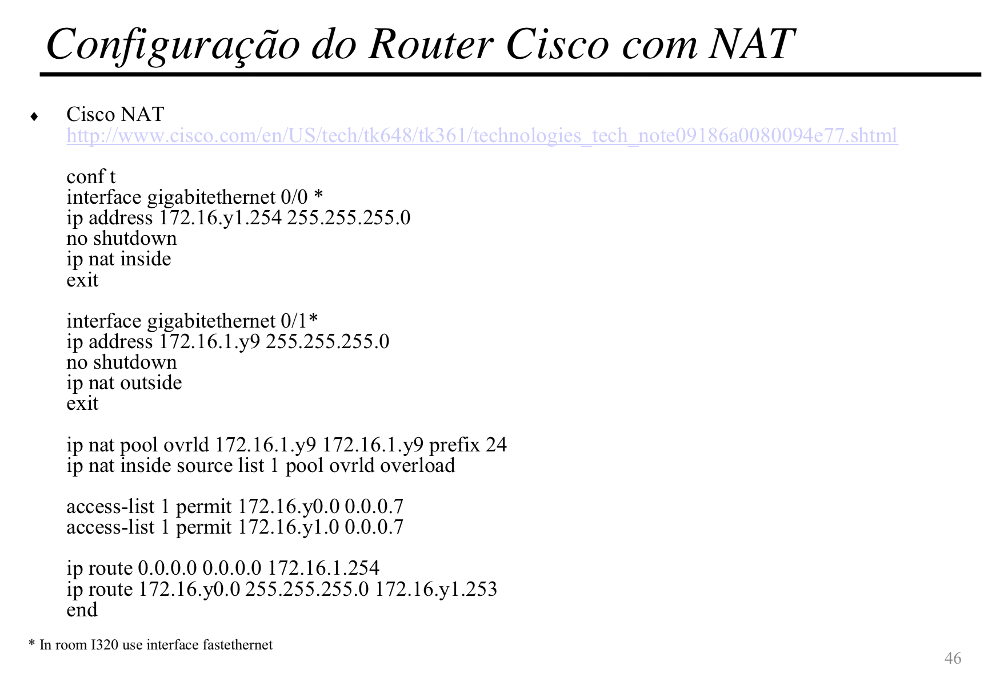 Configuração do Router Cisco com NAT
♦ Cisco NAT
http://www.cisco.com/en/US/tech/tk648/tk361/technologies_tech_note09186a0080094e77.shtml
conf t
interface gigabitethernet 0/0 *
ip address 172.16.y1.254 255.255.255.0
no shutdown
ip nat inside
exit
interface gigabitethernet 0/1*
ip address 172.16.1.y9 255.255.255.0
no shutdown
ip nat outside
exit
ip nat pool ovrld 172.16.1.y9 172.16.1.y9 prefix 24
ip nat inside source list 1 pool ovrld overload
access-list 1 permit 172.16.y0.0 0.0.0.7
access-list 1 permit 172.16.y1.0 0.0.0.7
ip route 0.0.0.0 0.0.0.0 172.16.1.254
ip route 172.16.y0.0 255.255.255.0 172.16.y1.253
end
* In room I320 use interface fastethernet
46